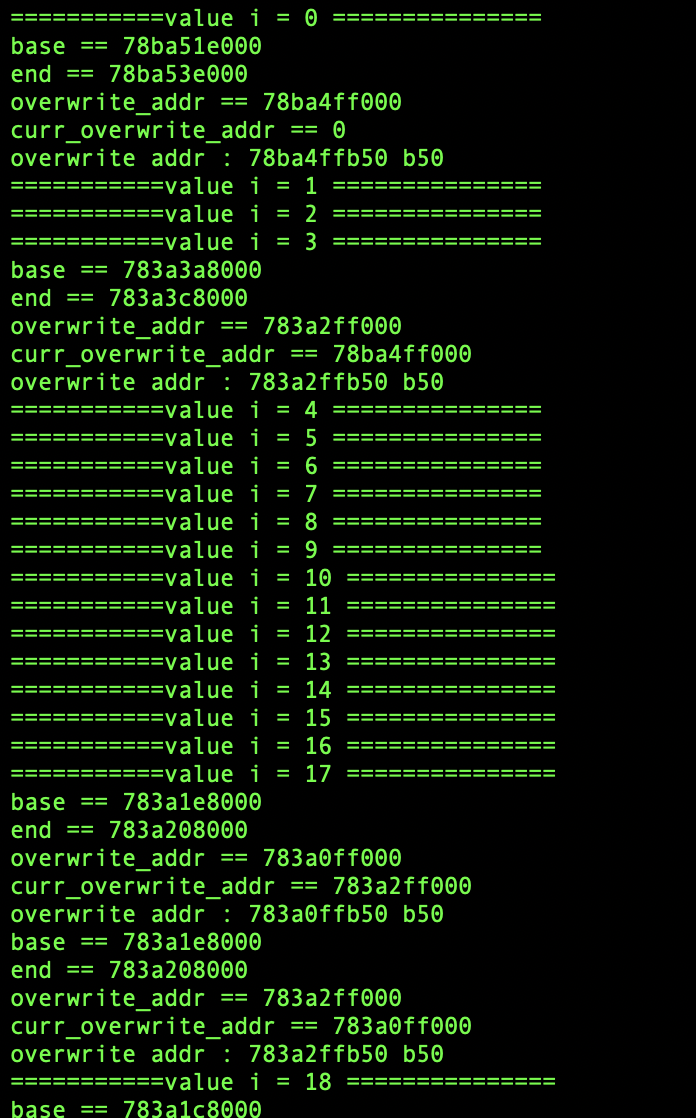 ===========value i = 0 ===============
base == 78ba51e000
end == 78ba53e000
overwrite_addr == 78ba4ff000
curr_overwrite_addr == 0
overwrite addr : 78ba4ffb50 b50
===========value i = 1 ===============
===========value i = 2 ===============
===========value i = 3 ===============
base == 783a3a8000
end == 783a3c8000
overwrite_addr == 783a2ff000
curr_overwrite_addr == 78ba4ff000
overwrite addr : 783a2ffb50 b50
===========value i = 4 ===============
===========value i = 5 ===============
===========value i = 6 ===============
===========value i = 7 ===============
===========value i = 8 ===============
===========value i = 9 ===============
===========value i = 10 ===============
===========value i = 11 ===============
===========value i = 12 ===============
===========value i = 13 ===============
===========value i = 14 ===============
===========value i = 15 ===============
===========value i = 16 ===============
===========value i = 17 ===============
base == 783a1e8000
end == 783a208000
overwrite_addr == 783a0ff000
curr_overwrite_addr == 783a2ff000
overwrite addr : 783a0ffb50 b50
base == 783a1e8000
end == 783a208000
overwrite_addr == 783a2ff000
curr_overwrite_addr == 783a0ff000
overwrite addr : 783a2ffb50 b50
===========value i = 18 ===============
base == 783a1c8000